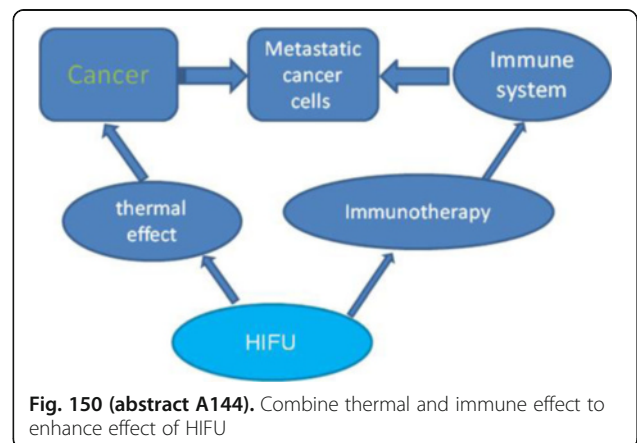 Cancer
Metastatic
cancer
cells
Immune
system
thermal
effect
Immunotherapy
HIFU
Fig. 150 (abstract A144). Combine thermal and immune effect to
enhance effect of HIFU